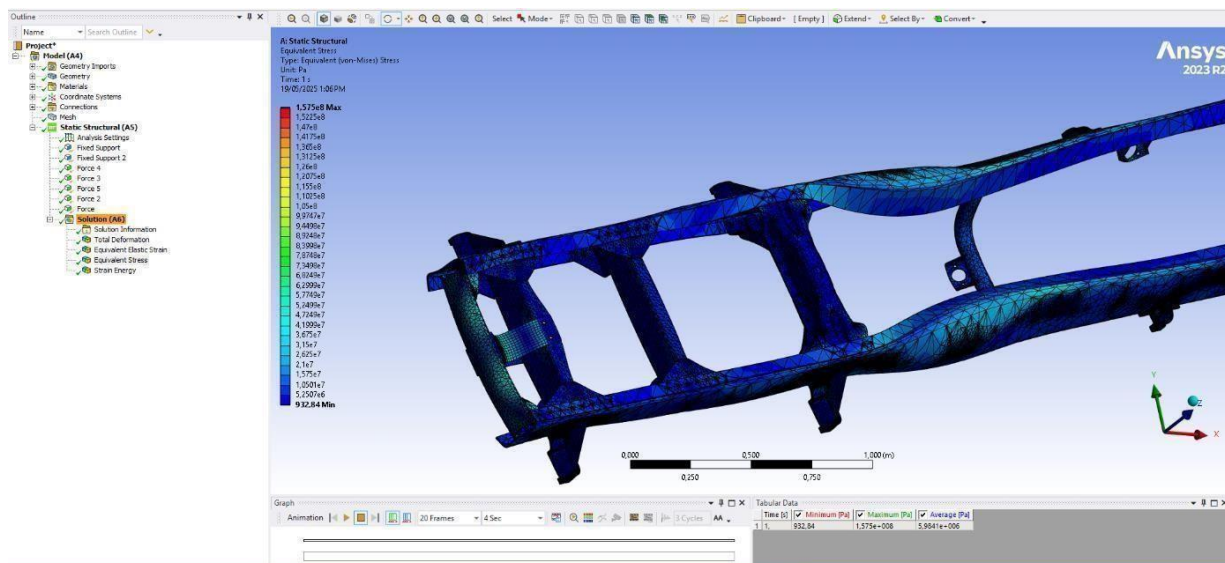 Outline
Name
Search Outline
Project*
Model (A4)
Geometry Imports
Geometry
Materials
Coordinate Systems
Connections
Mesh
Static Structural (A5)
Analysis Settings
Fixed Support
Fixed Support 2
Force 4
Force 3
Force 5
Force 2
Force
Solution (A6)
Solution Information
Total Deformation
Equivalent Elastic Strain
Equivalent Stress
Strain Energy
Select Mode Clipboard [ Empty ] Extend Select By Convert
A: Static Structural
Equivalent Stress
Type: Equivalent (von-Mises) Stress
Unit: Pa
Time: 1 s
19/05/2025 1:06PM
1,575e8 Max
1,5225e8
1,47e8
1,4175e8
1,365e8
1,3125e8
1,26e8
1,2075e8
1,155e8
1,1025e8
1,05e8
9,9747e7
9,4498e7
8,9248e7
8,3998e7
7,8748e7
7,3498e7
6,8249e7
6,2999e7
5,7749e7
5,2499e7
4,7249e7
4,1999e7
3,675e7
3,15e7
2,625e7
2,1e7
1,575e7
1,0501e7
5,2507e6
932,84 Min
Ansys
2023 R2
Y
Z
X
0,000 0,500 1,000 (m)
0,250 0,750
Graph
Animation 20 Frames 4 Sec 3 Cycles AA
Tabular Data
Time [s] Minimum [Pa] Maximum [Pa] Average [Pa]
1 1, 932,84 1,575e+008 5,9841e+006